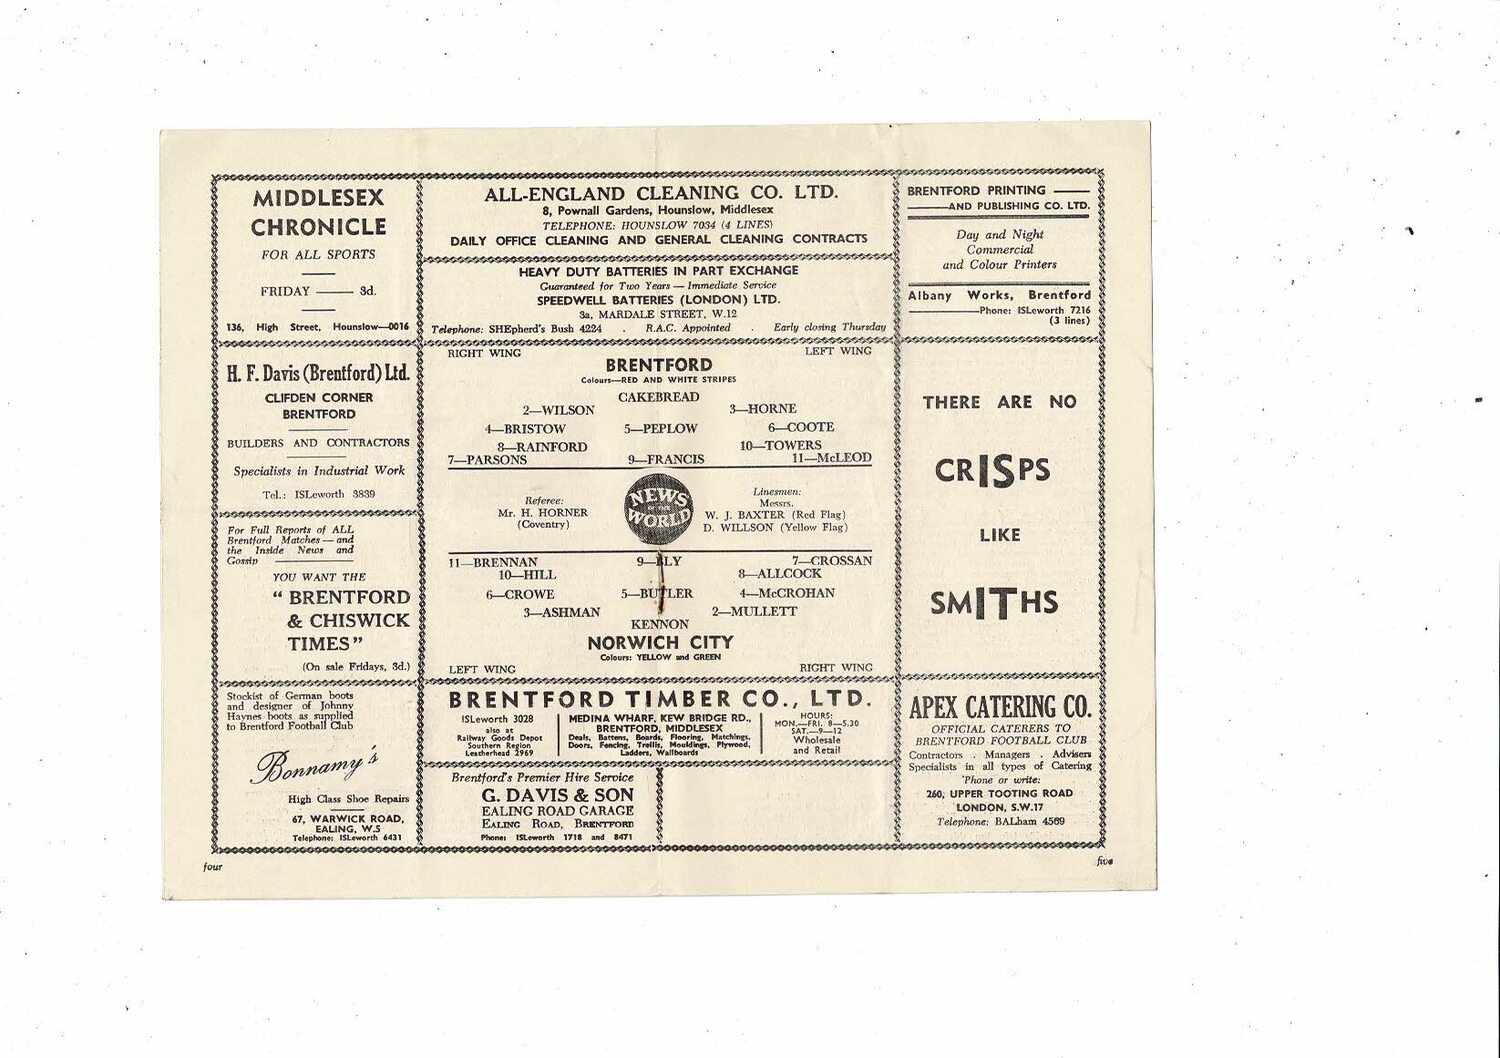 MIDDLESEX
CHRONICLE
FOR ALL SPORTS
FRIDAY —— 3d.
136, High Street, Hounslow—0016
H. F. Davis (Brentford) Ltd.
CLIFDEN CORNER
BRENTFORD
BUILDERS AND CONTRACTORS
Specialists in Industrial Work
Tel.: ISLeworth 3839
For Full Reports of ALL
Brentford Matches — and
the Inside News and
Gossip
YOU WANT THE
“ BRENTFORD
& CHISWICK
TIMES ”
(On sale Fridays, 3d.)
Stockist of German boots
and designer of Johnny
Haynes boots as supplied
to Brentford Football Club
Bonnamy's
High Class Shoe Repairs
67, WARWICK ROAD,
EALING, W.5
Telephone: ISLeworth 6431
four
ALL-ENGLAND CLEANING CO. LTD.
8, Pownall Gardens, Hounslow, Middlesex
TELEPHONE: HOUNSLOW 7034 (4 LINES)
DAILY OFFICE CLEANING AND GENERAL CLEANING CONTRACTS
HEAVY DUTY BATTERIES IN PART EXCHANGE
Guaranteed for Two Years — Immediate Service
SPEEDWELL BATTERIES (LONDON) LTD.
3a, MARDALE STREET, W.12
Telephone: SHEpherd's Bush 4224 . R.A.C. Appointed . Early closing Thursday
RIGHT WING LEFT WING
BRENTFORD
Colours—RED AND WHITE STRIPES
CAKEBREAD
2—WILSON 3—HORNE
4—BRISTOW 5—PEPLOW 6—COOTE
8—RAINFORD 10—TOWERS
7—PARSONS 9—FRANCIS 11—McLEOD
Referee:
Mr. H. HORNER
(Coventry)
NEWS
OF THE
WORLD
Linesmen:
Messrs.
W. J. BAXTER (Red Flag)
D. WILLSON (Yellow Flag)
11—BRENNAN 9—BLY 7—CROSSAN
10—HILL 8—ALLCOCK
6—CROWE 5—BUTLER 4—McCROHAN
3—ASHMAN 2—MULLETT
KENNON
NORWICH CITY
Colours: YELLOW and GREEN
LEFT WING RIGHT WING
BRENTFORD TIMBER CO., LTD.
ISLeworth 3028
also at
Railway Goods Depot
Southern Region
Leatherhead 2969
MEDINA WHARF, KEW BRIDGE RD.,
BRENTFORD, MIDDLESEX
Deals, Battens, Boards, Flooring, Matchings,
Doors, Fencing, Trellis, Mouldings, Plywood,
Ladders, Wallboards
HOURS:
MON.—FRI. 8—5.30
SAT.—9—12
Wholesale
and Retail
Brentford's Premier Hire Service
G. DAVIS & SON
EALING ROAD GARAGE
EALING ROAD, BRENTFORD
Phone: ISLeworth 1718 and 8471
BRENTFORD PRINTING ——
——AND PUBLISHING CO. LTD.
Day and Night
Commercial
and Colour Printers
Albany Works, Brentford
——Phone: ISLeworth 7216
(3 lines)
THERE ARE NO
CRISPS
LIKE
SMITHS
APEX CATERING CO.
OFFICIAL CATERERS TO
BRENTFORD FOOTBALL CLUB
Contractors . Managers . Advisers
Specialists in all types of Catering
'Phone or write:
260, UPPER TOOTING ROAD
LONDON, S.W.17
Telephone: BALham 4569
five